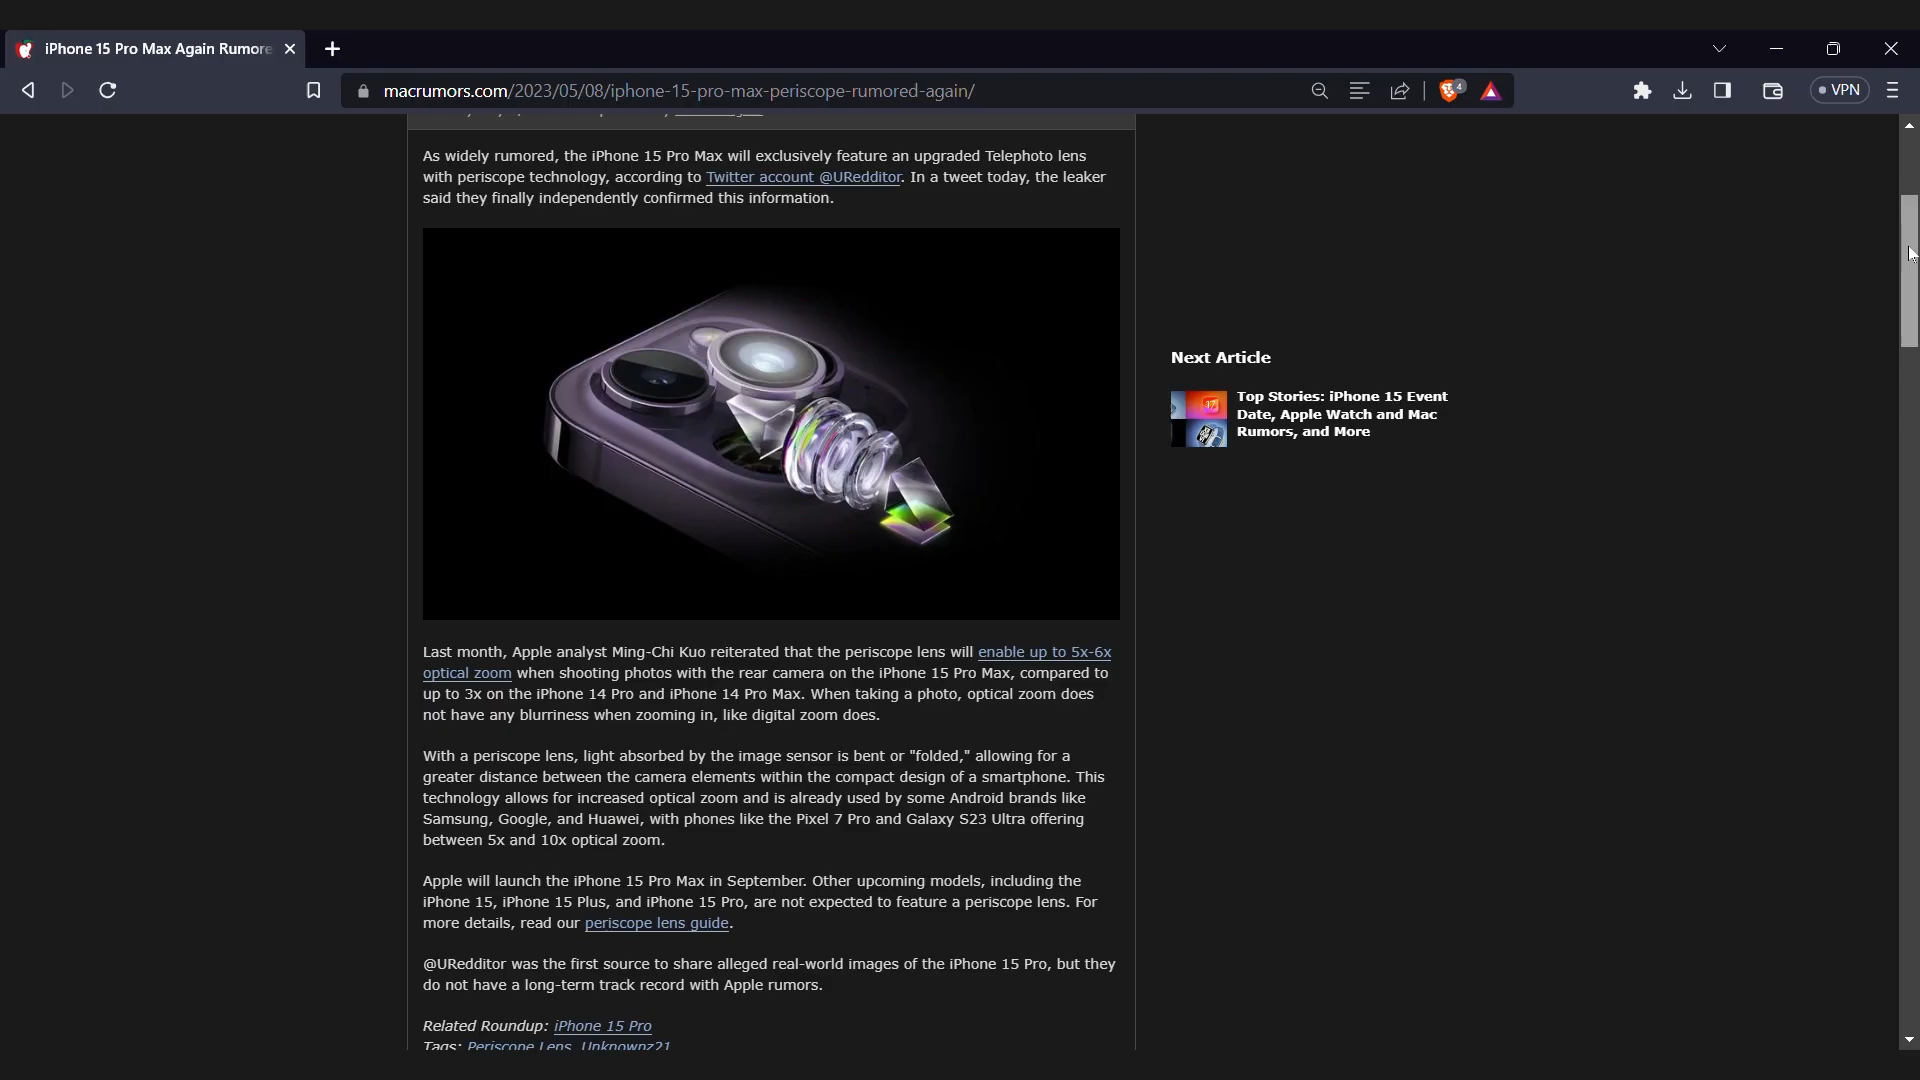 iPhone 15 Pro Max Again Rumore
macrumors.com/2023/05/08/iphone-15-pro-max-periscope-rumored-again/
4
VPN
As widely rumored, the iPhone 15 Pro Max will exclusively feature an upgraded Telephoto lens
with periscope technology, according to Twitter account @URedditor. In a tweet today, the leaker
said they finally independently confirmed this information.
Next Article
17
Top Stories: iPhone 15 Event
Date, Apple Watch and Mac
Rumors, and More
Last month, Apple analyst Ming-Chi Kuo reiterated that the periscope lens will enable up to 5x-6x
optical zoom when shooting photos with the rear camera on the iPhone 15 Pro Max, compared to
up to 3x on the iPhone 14 Pro and iPhone 14 Pro Max. When taking a photo, optical zoom does
not have any blurriness when zooming in, like digital zoom does.
With a periscope lens, light absorbed by the image sensor is bent or "folded," allowing for a
greater distance between the camera elements within the compact design of a smartphone. This
technology allows for increased optical zoom and is already used by some Android brands like
Samsung, Google, and Huawei, with phones like the Pixel 7 Pro and Galaxy S23 Ultra offering
between 5x and 10x optical zoom.
Apple will launch the iPhone 15 Pro Max in September. Other upcoming models, including the
iPhone 15, iPhone 15 Plus, and iPhone 15 Pro, are not expected to feature a periscope lens. For
more details, read our periscope lens guide.
@URedditor was the first source to share alleged real-world images of the iPhone 15 Pro, but they
do not have a long-term track record with Apple rumors.
Related Roundup: iPhone 15 Pro
Tags: Periscope Lens, Unknownz21